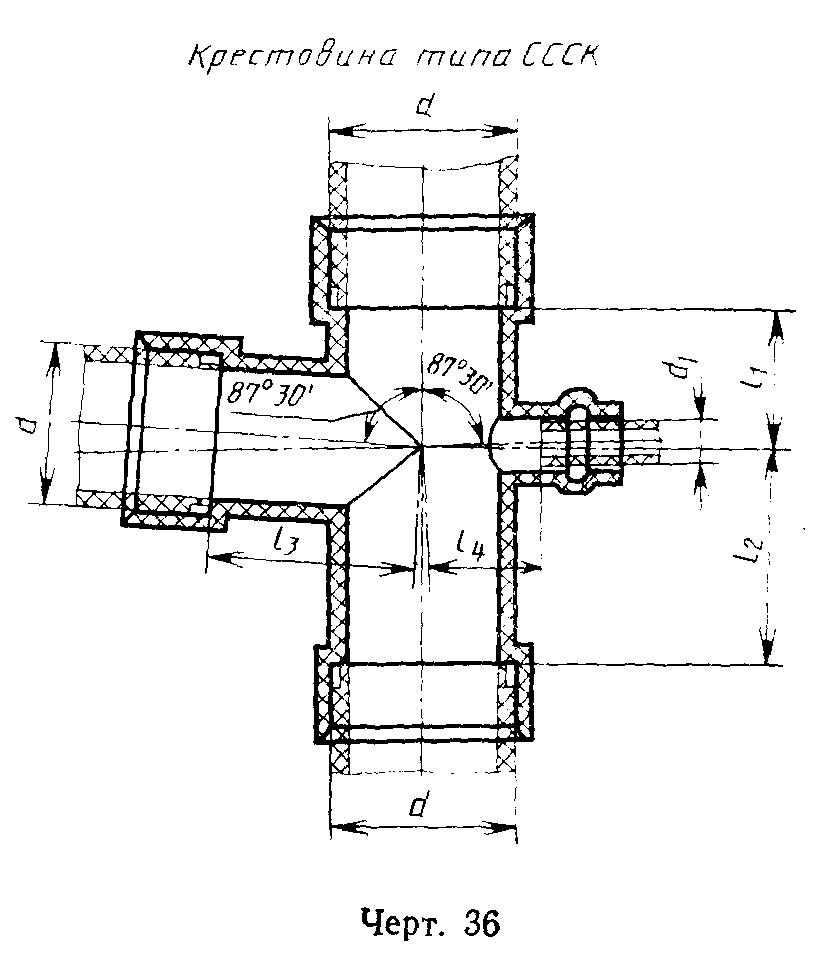 Крестовина типа СССК
d
87°30'
87°30'
d₁
l₁
d
l₃
l₄
l₂
d
Черт. 36